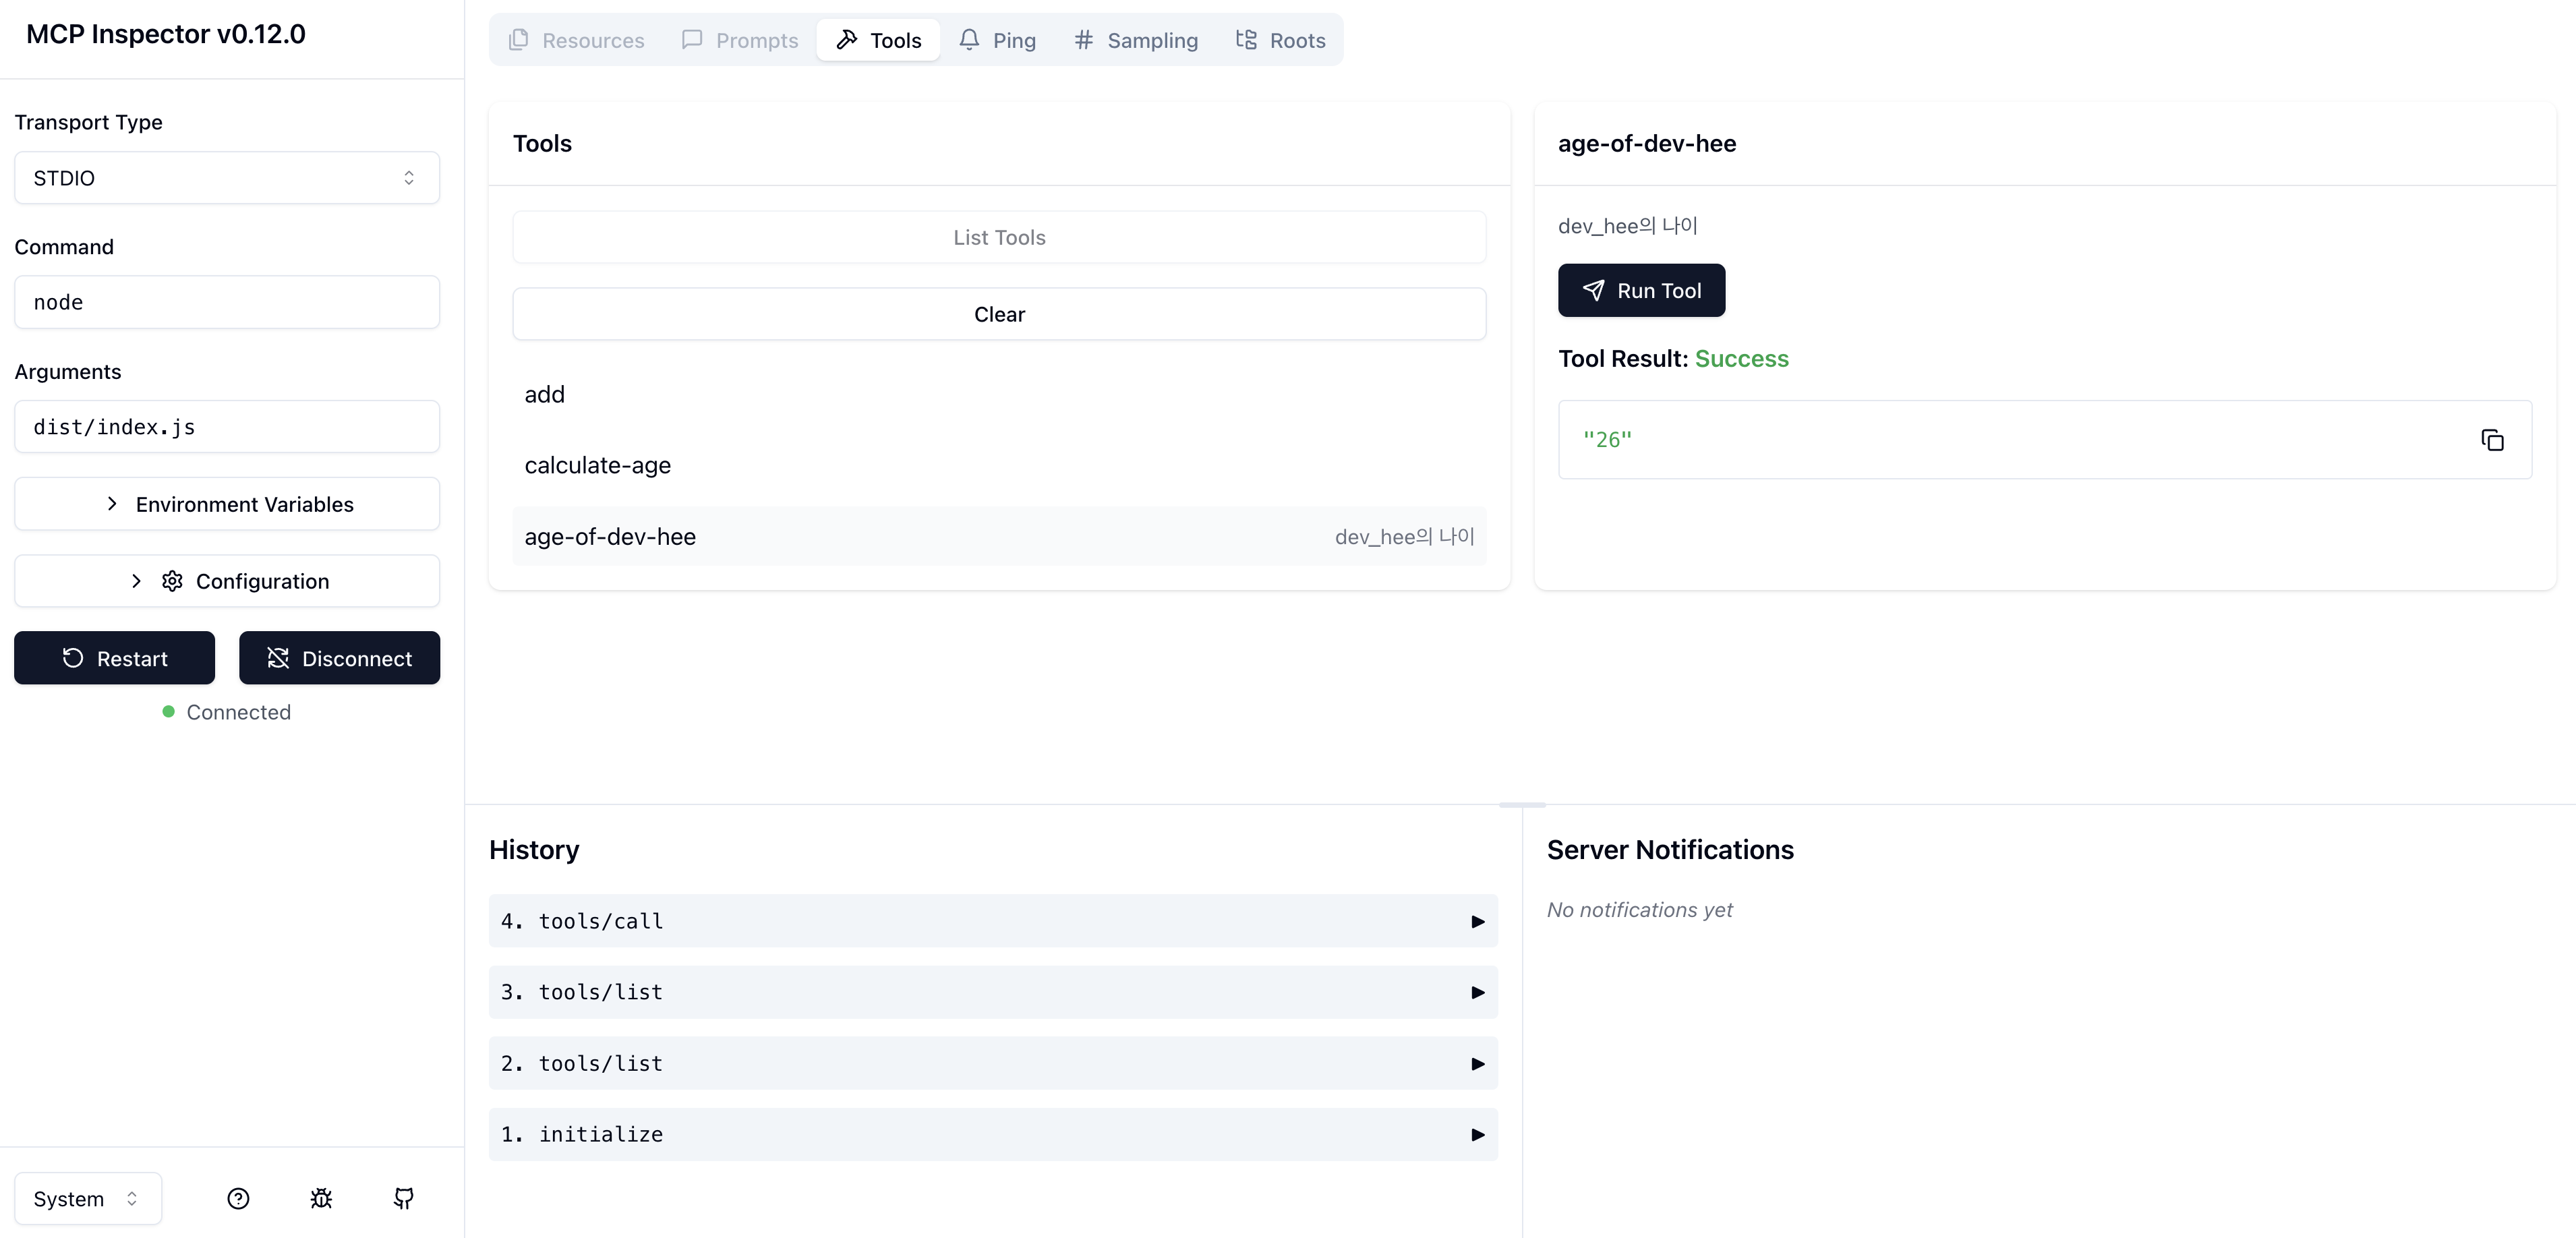 MCP Inspector v0.12.0
Transport Type
STDIO
Command
node
Arguments
dist/index.js
Environment Variables
Configuration
Restart
Disconnect
Connected
System
Resources
Prompts
Tools
Ping
Sampling
Roots
Tools
List Tools
Clear
add
calculate-age
age-of-dev-hee dev_hee의 나이
age-of-dev-hee
dev_hee의 나이
Run Tool
Tool Result: Success
"26"
History
4. tools/call
3. tools/list
2. tools/list
1. initialize
Server Notifications
No notifications yet